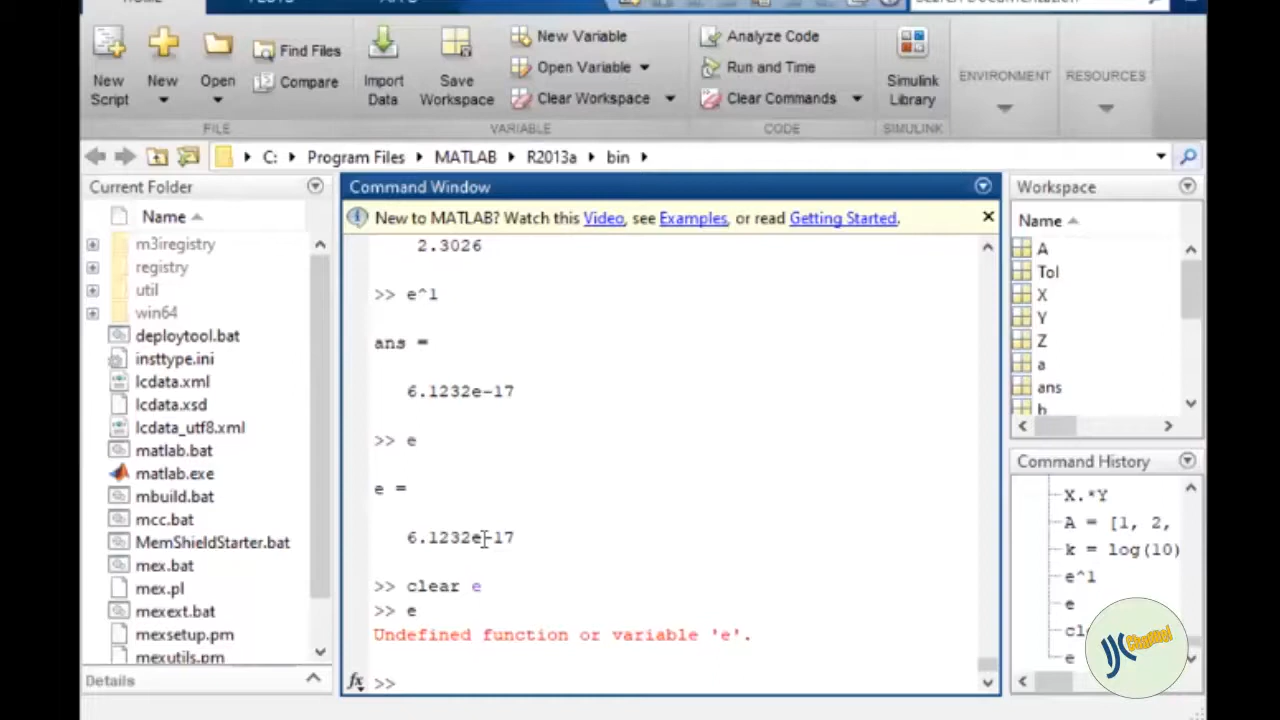 New Script
New
Open
Find Files
Compare
Import Data
Save Workspace
New Variable
Open Variable
Clear Workspace
Analyze Code
Run and Time
Clear Commands
Simulink Library
ENVIRONMENT
RESOURCES
FILE
VARIABLE
CODE
SIMULINK
C: Program Files MATLAB R2013a bin
Current Folder
Name
m3iregistry
registry
util
win64
deploytool.bat
insttype.ini
lcdata.xml
lcdata.xsd
lcdata_utf8.xml
matlab.bat
matlab.exe
mbuild.bat
mcc.bat
MemShieldStarter.bat
mex.bat
mex.pl
mexext.bat
mexsetup.pm
mexutils.pm
Details
Command Window
New to MATLAB? Watch this Video, see Examples, or read Getting Started.
2.3026
>> e^1
ans =
6.1232e-17
>> e
e =
6.1232e-17
>> clear e
>> e
Undefined function or variable 'e'.
fx >>
Workspace
Name
A
Tol
X
Y
Z
a
ans
b
Command History
X.*Y
A = [1, 2,
k = log(10)
e^1
e
cl
e
JJC Channel